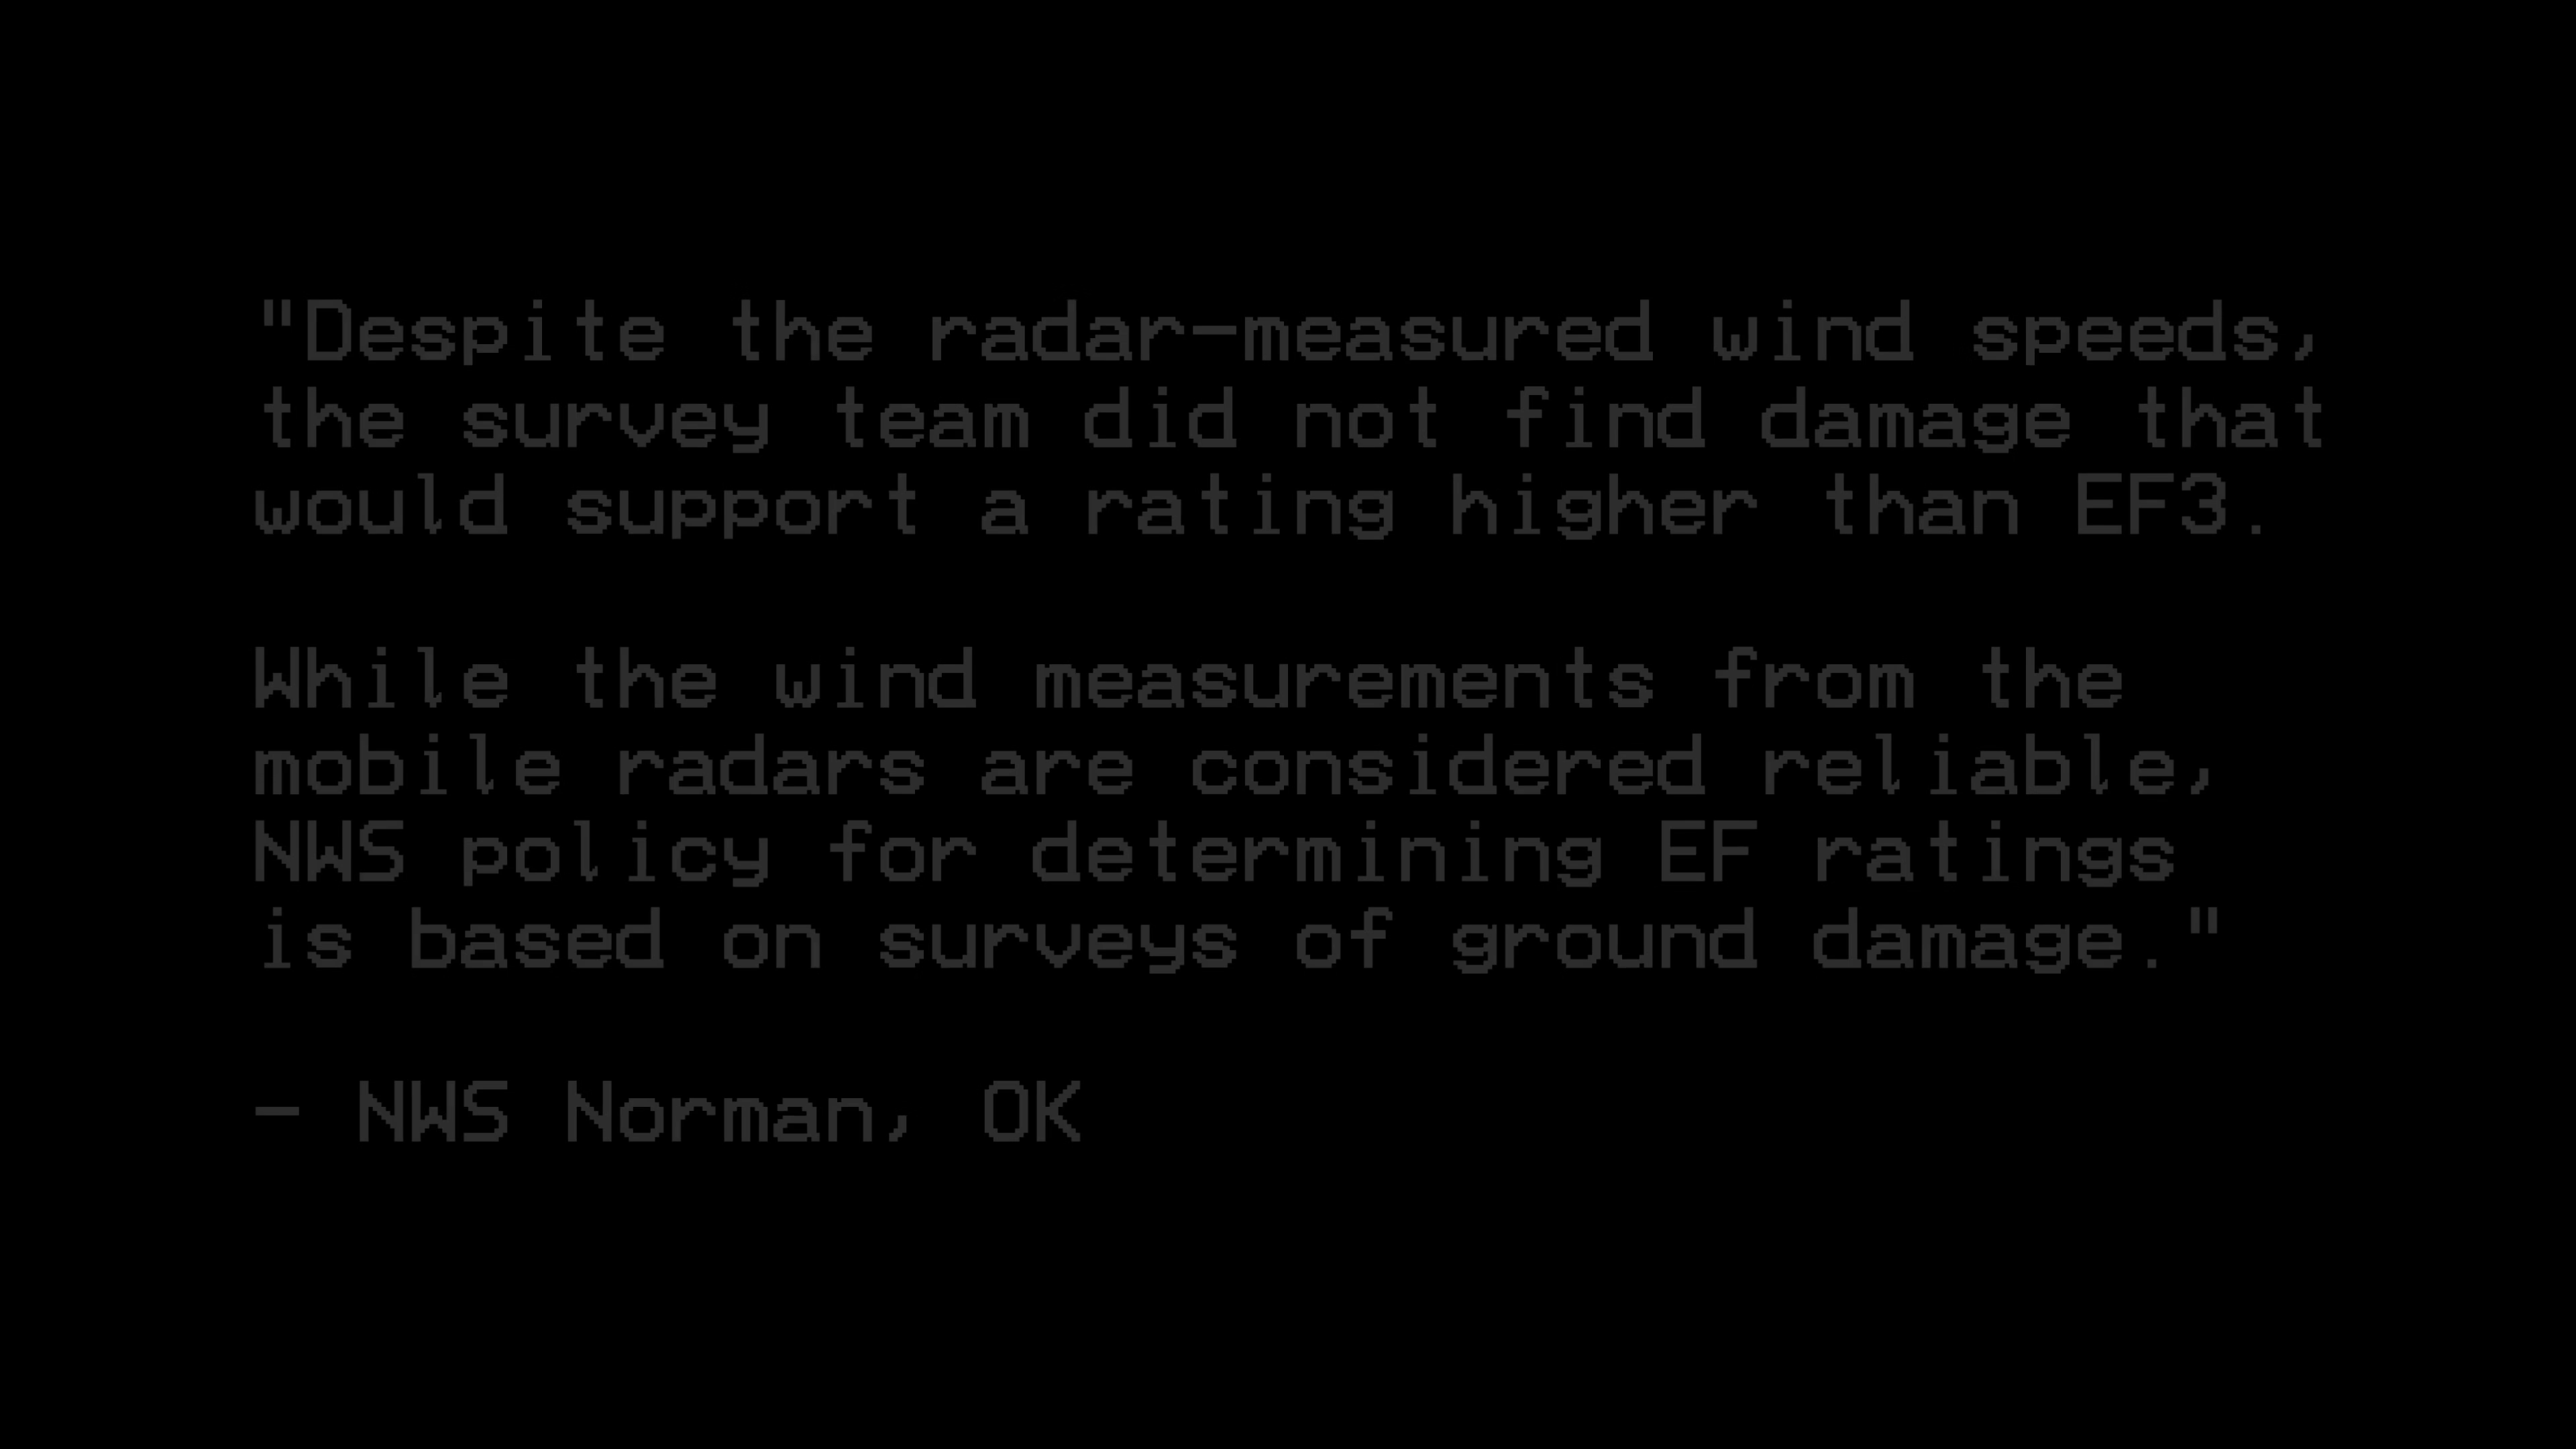 "Despite the radar-measured wind speeds,
the survey team did not find damage that
would support a rating higher than EF3.
While the wind measurements from the
mobile radars are considered reliable,
NWS policy for determining EF ratings
is based on surveys of ground damage."
- NWS Norman, OK